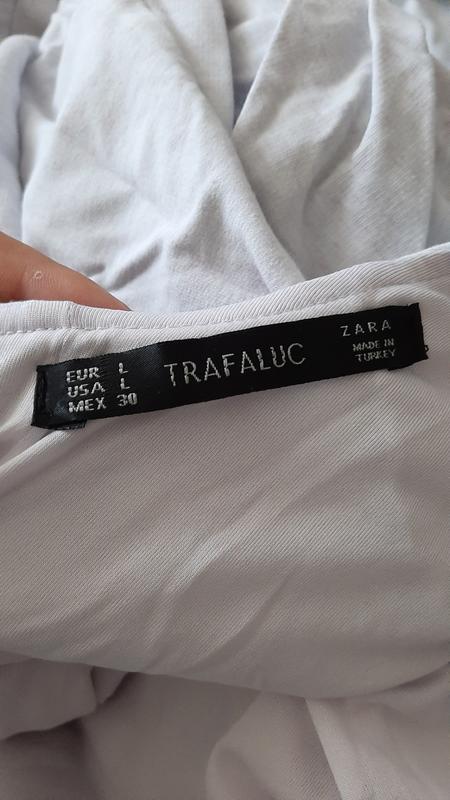 EUR L
USA L
MEX 30
TRAFALUC
ZARA
MADE IN
TURKEY